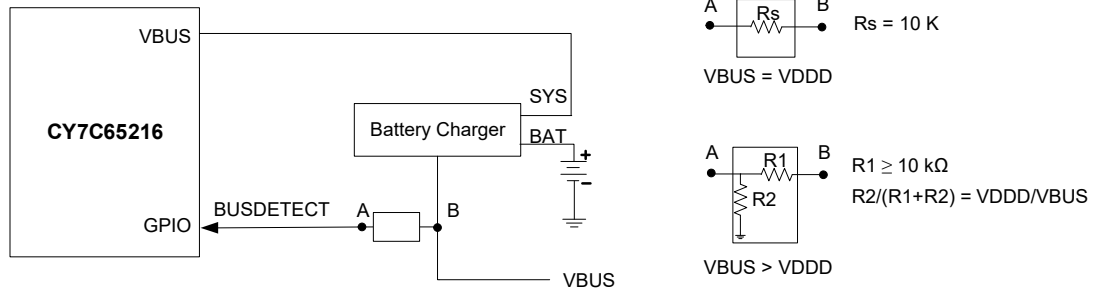 VBUS
CY7C65216
GPIO
SYS
Battery Charger
BAT
+
-
BUSDETECT
A
B
VBUS
A
B
Rs
Rs = 10 K
VBUS = VDDD
A
B
R1
R2
R1 ≥ 10 kΩ
R2/(R1+R2) = VDDD/VBUS
VBUS > VDDD